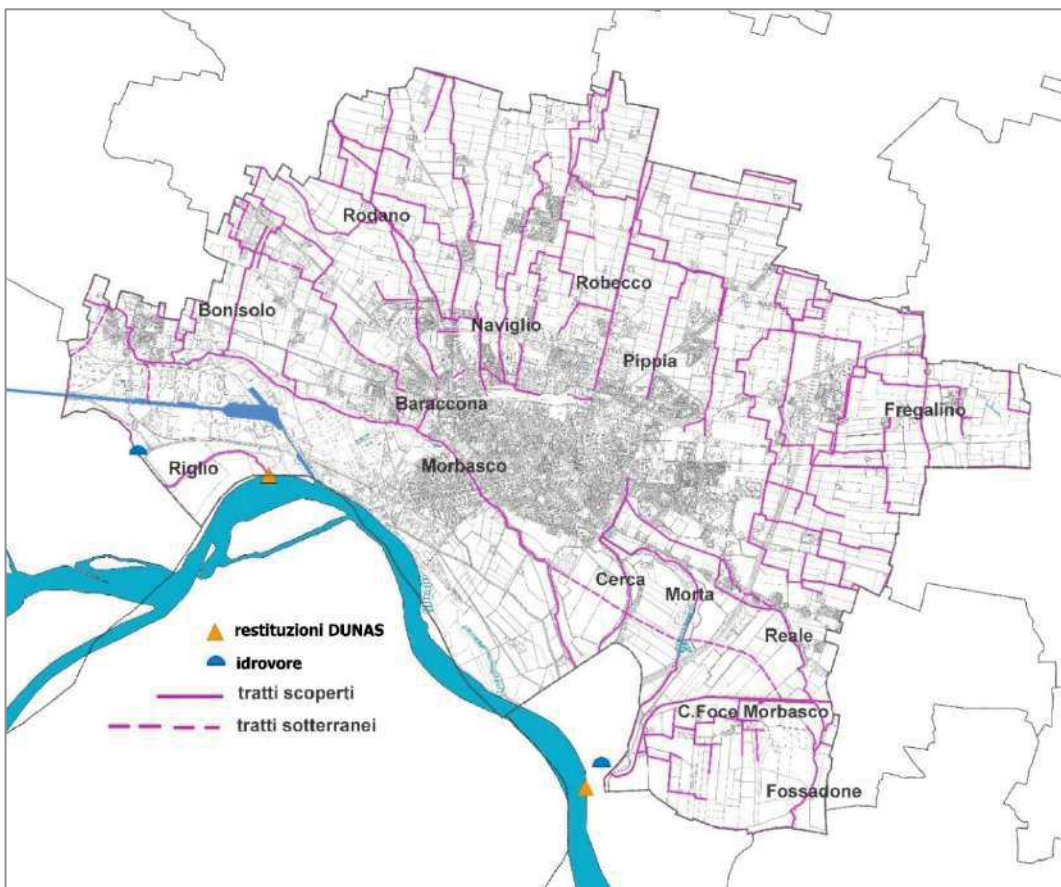 Rodano
Robecco
Bonisolo
Naviglio
Pippia
Baraccona
Fregalino
Morbasco
Riglio
Cerca
Morta
Reale
restituzioni DUNAS
idrovore
tratti scoperti
tratti sotterranei
C.Foce Morbasco
Fossadone